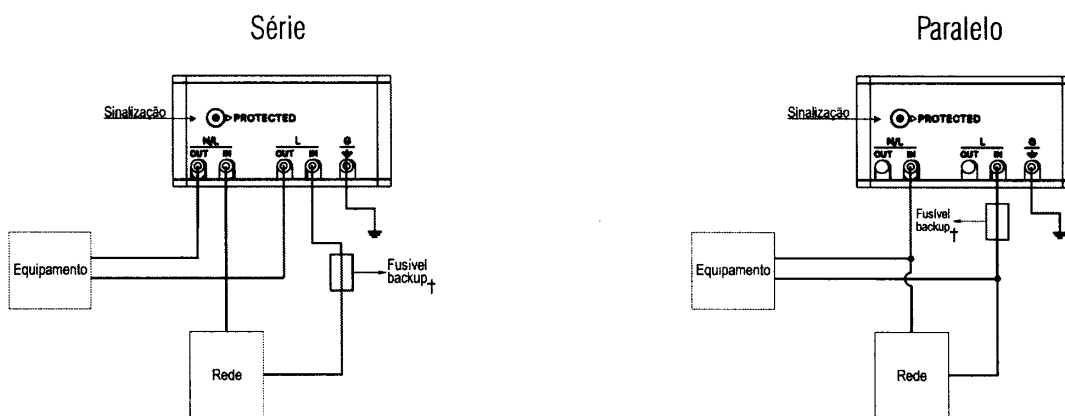 Série
Sinalização
PROTECTED
N/L
L
G
OUT
IN
OUT
IN
Equipamento
Fusivel
backup†
Rede
Paralelo
Sinalização
PROTECTED
N/L
L
G
OUT
IN
OUT
IN
Fusível
backup†
Equipamento
Rede